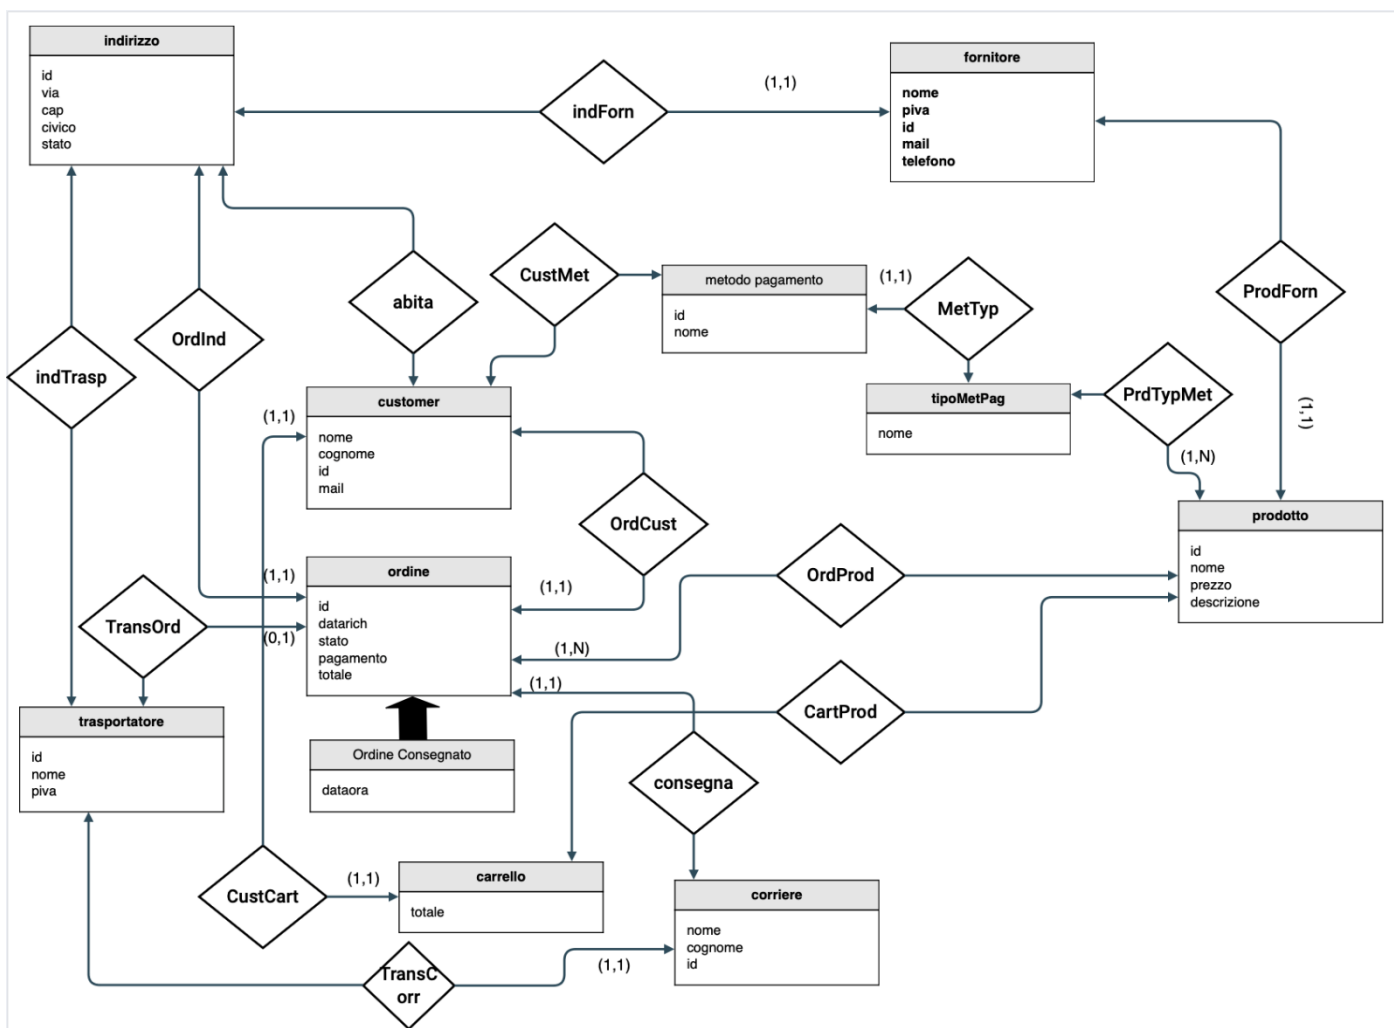 indirizzo
id
via
cap
civico
stato
indForn
(1,1)
fornitore
nome
piva
id
mail
telefono
abita
CustMet
metodo pagamento
id
nome
(1,1)
MetTyp
ProdForn
(1,1)
OrdInd
indTrasp
tipoMetPag
nome
PrdTypMet
(1,N)
customer
nome
cognome
id
mail
(1,1)
OrdCust
(1,1)
prodotto
id
nome
prezzo
descrizione
ordine
id
datarich
stato
pagamento
totale
(1,1)
TransOrd
(0,1)
OrdProd
(1,N)
(1,1)
CartProd
trasportatore
id
nome
piva
Ordine Consegnato
dataora
consegna
CustCart
(1,1)
carrello
totale
corriere
nome
cognome
id
TransC
orr
(1,1)